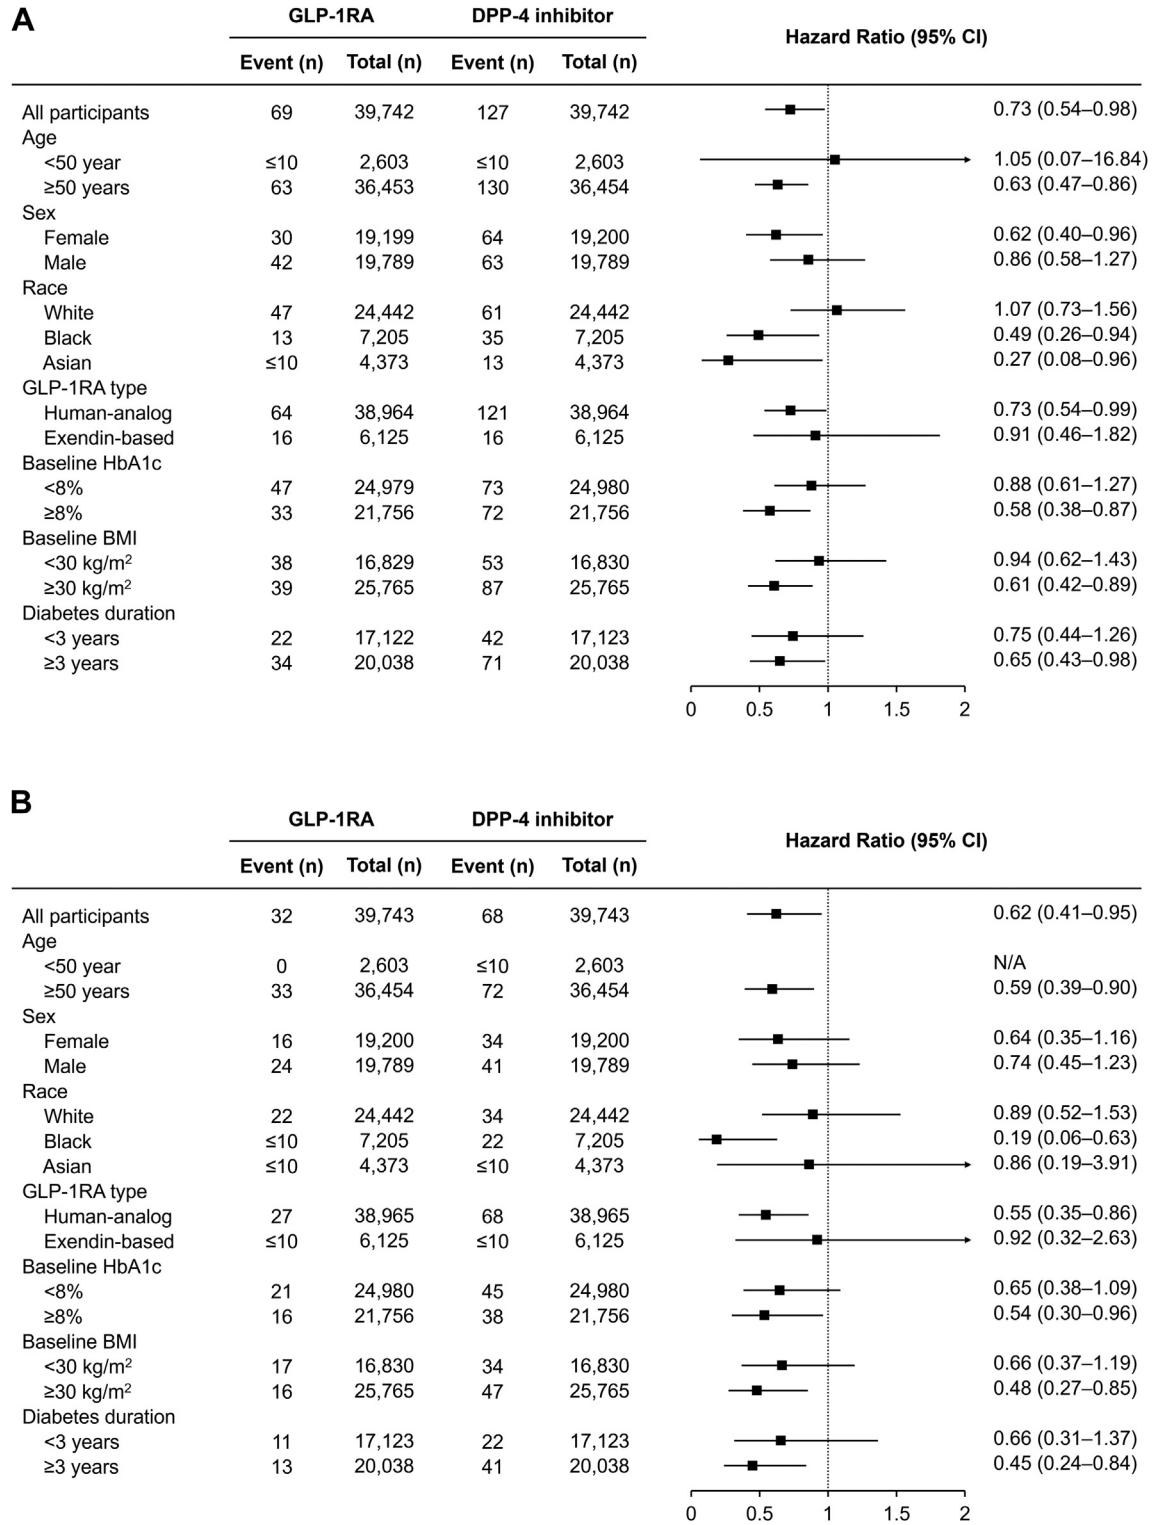 A
GLP-1RA DPP-4 inhibitor
Hazard Ratio (95% CI)
Event (n) Total (n) Event (n) Total (n)
All participants 69 39,742 127 39,742 0.73 (0.54–0.98)
Age
<50 year ≤10 2,603 ≤10 2,603 1.05 (0.07–16.84)
≥50 years 63 36,453 130 36,454 0.63 (0.47–0.86)
Sex
Female 30 19,199 64 19,200 0.62 (0.40–0.96)
Male 42 19,789 63 19,789 0.86 (0.58–1.27)
Race
White 47 24,442 61 24,442 1.07 (0.73–1.56)
Black 13 7,205 35 7,205 0.49 (0.26–0.94)
Asian ≤10 4,373 13 4,373 0.27 (0.08–0.96)
GLP-1RA type
Human-analog 64 38,964 121 38,964 0.73 (0.54–0.99)
Exendin-based 16 6,125 16 6,125 0.91 (0.46–1.82)
Baseline HbA1c
<8% 47 24,979 73 24,980 0.88 (0.61–1.27)
≥8% 33 21,756 72 21,756 0.58 (0.38–0.87)
Baseline BMI
<30 kg/m² 38 16,829 53 16,830 0.94 (0.62–1.43)
≥30 kg/m² 39 25,765 87 25,765 0.61 (0.42–0.89)
Diabetes duration
<3 years 22 17,122 42 17,123 0.75 (0.44–1.26)
≥3 years 34 20,038 71 20,038 0.65 (0.43–0.98)
0 0.5 1 1.5 2
B
GLP-1RA DPP-4 inhibitor
Hazard Ratio (95% CI)
Event (n) Total (n) Event (n) Total (n)
All participants 32 39,743 68 39,743 0.62 (0.41–0.95)
Age
<50 year 0 2,603 ≤10 2,603 N/A
≥50 years 33 36,454 72 36,454 0.59 (0.39–0.90)
Sex
Female 16 19,200 34 19,200 0.64 (0.35–1.16)
Male 24 19,789 41 19,789 0.74 (0.45–1.23)
Race
White 22 24,442 34 24,442 0.89 (0.52–1.53)
Black ≤10 7,205 22 7,205 0.19 (0.06–0.63)
Asian ≤10 4,373 ≤10 4,373 0.86 (0.19–3.91)
GLP-1RA type
Human-analog 27 38,965 68 38,965 0.55 (0.35–0.86)
Exendin-based ≤10 6,125 ≤10 6,125 0.92 (0.32–2.63)
Baseline HbA1c
<8% 21 24,980 45 24,980 0.65 (0.38–1.09)
≥8% 16 21,756 38 21,756 0.54 (0.30–0.96)
Baseline BMI
<30 kg/m² 17 16,830 34 16,830 0.66 (0.37–1.19)
≥30 kg/m² 16 25,765 47 25,765 0.48 (0.27–0.85)
Diabetes duration
<3 years 11 17,123 22 17,123 0.66 (0.31–1.37)
≥3 years 13 20,038 41 20,038 0.45 (0.24–0.84)
0 0.5 1 1.5 2